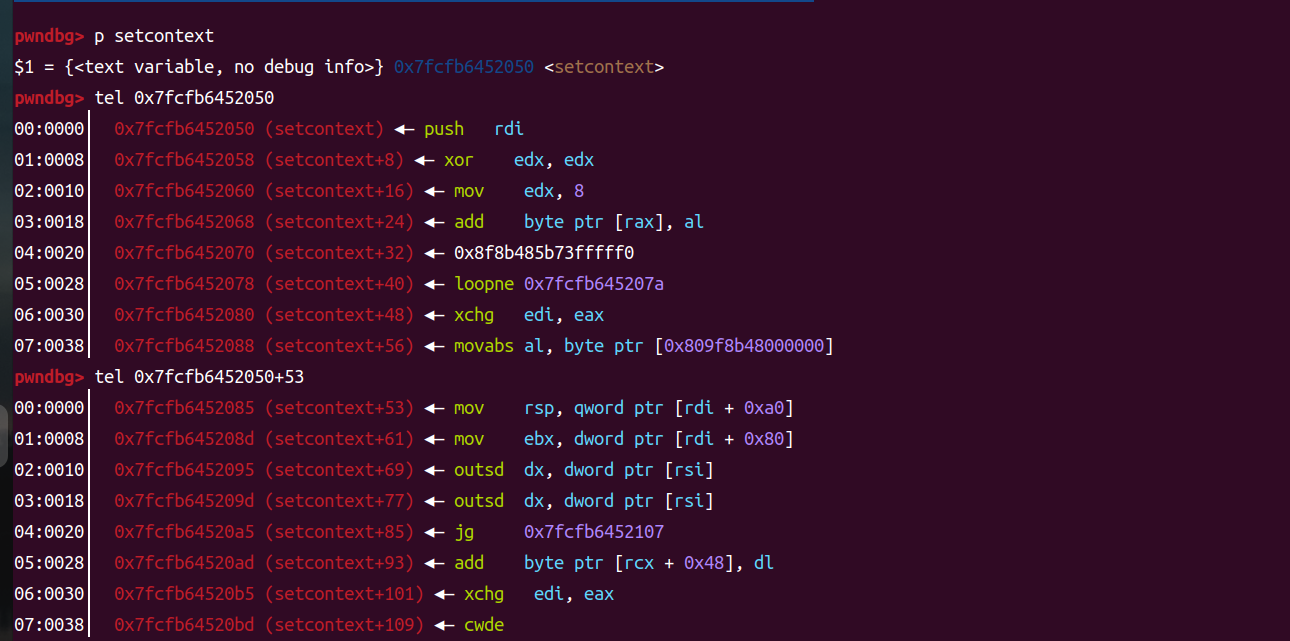 pwndbg> p setcontext
$1 = {<text variable, no debug info>} 0x7fcfb6452050 <setcontext>
pwndbg> tel 0x7fcfb6452050
00:0000│ 0x7fcfb6452050 (setcontext) ◂— push rdi
01:0008│ 0x7fcfb6452058 (setcontext+8) ◂— xor edx, edx
02:0010│ 0x7fcfb6452060 (setcontext+16) ◂— mov edx, 8
03:0018│ 0x7fcfb6452068 (setcontext+24) ◂— add byte ptr [rax], al
04:0020│ 0x7fcfb6452070 (setcontext+32) ◂— 0x8f8b485b73fffff0
05:0028│ 0x7fcfb6452078 (setcontext+40) ◂— loopne 0x7fcfb645207a
06:0030│ 0x7fcfb6452080 (setcontext+48) ◂— xchg edi, eax
07:0038│ 0x7fcfb6452088 (setcontext+56) ◂— movabs al, byte ptr [0x809f8b48000000]
pwndbg> tel 0x7fcfb6452050+53
00:0000│ 0x7fcfb6452085 (setcontext+53) ◂— mov rsp, qword ptr [rdi + 0xa0]
01:0008│ 0x7fcfb645208d (setcontext+61) ◂— mov ebx, dword ptr [rdi + 0x80]
02:0010│ 0x7fcfb6452095 (setcontext+69) ◂— outsd dx, dword ptr [rsi]
03:0018│ 0x7fcfb645209d (setcontext+77) ◂— outsd dx, dword ptr [rsi]
04:0020│ 0x7fcfb64520a5 (setcontext+85) ◂— jg 0x7fcfb6452107
05:0028│ 0x7fcfb64520ad (setcontext+93) ◂— add byte ptr [rcx + 0x48], dl
06:0030│ 0x7fcfb64520b5 (setcontext+101) ◂— xchg edi, eax
07:0038│ 0x7fcfb64520bd (setcontext+109) ◂— cwde